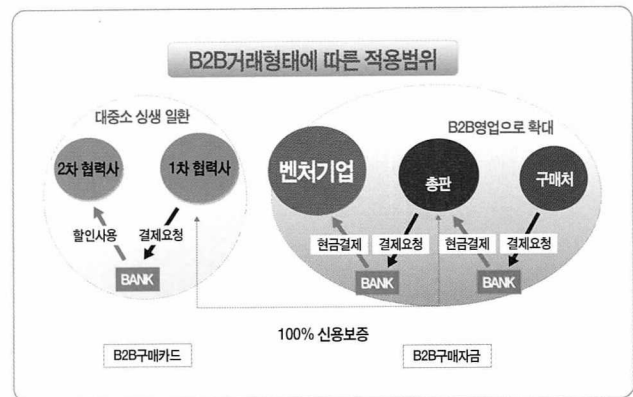 B2B거래형태에 따른 적용범위
대중소 상생 일환
2차 협력사
1차 협력사
할인사용
결제요청
BANK
B2B구매카드
B2B영업으로 확대
벤처기업
총판
구매처
현금결제
결제요청
현금결제
결제요청
BANK
BANK
100% 신용보증
B2B구매자금